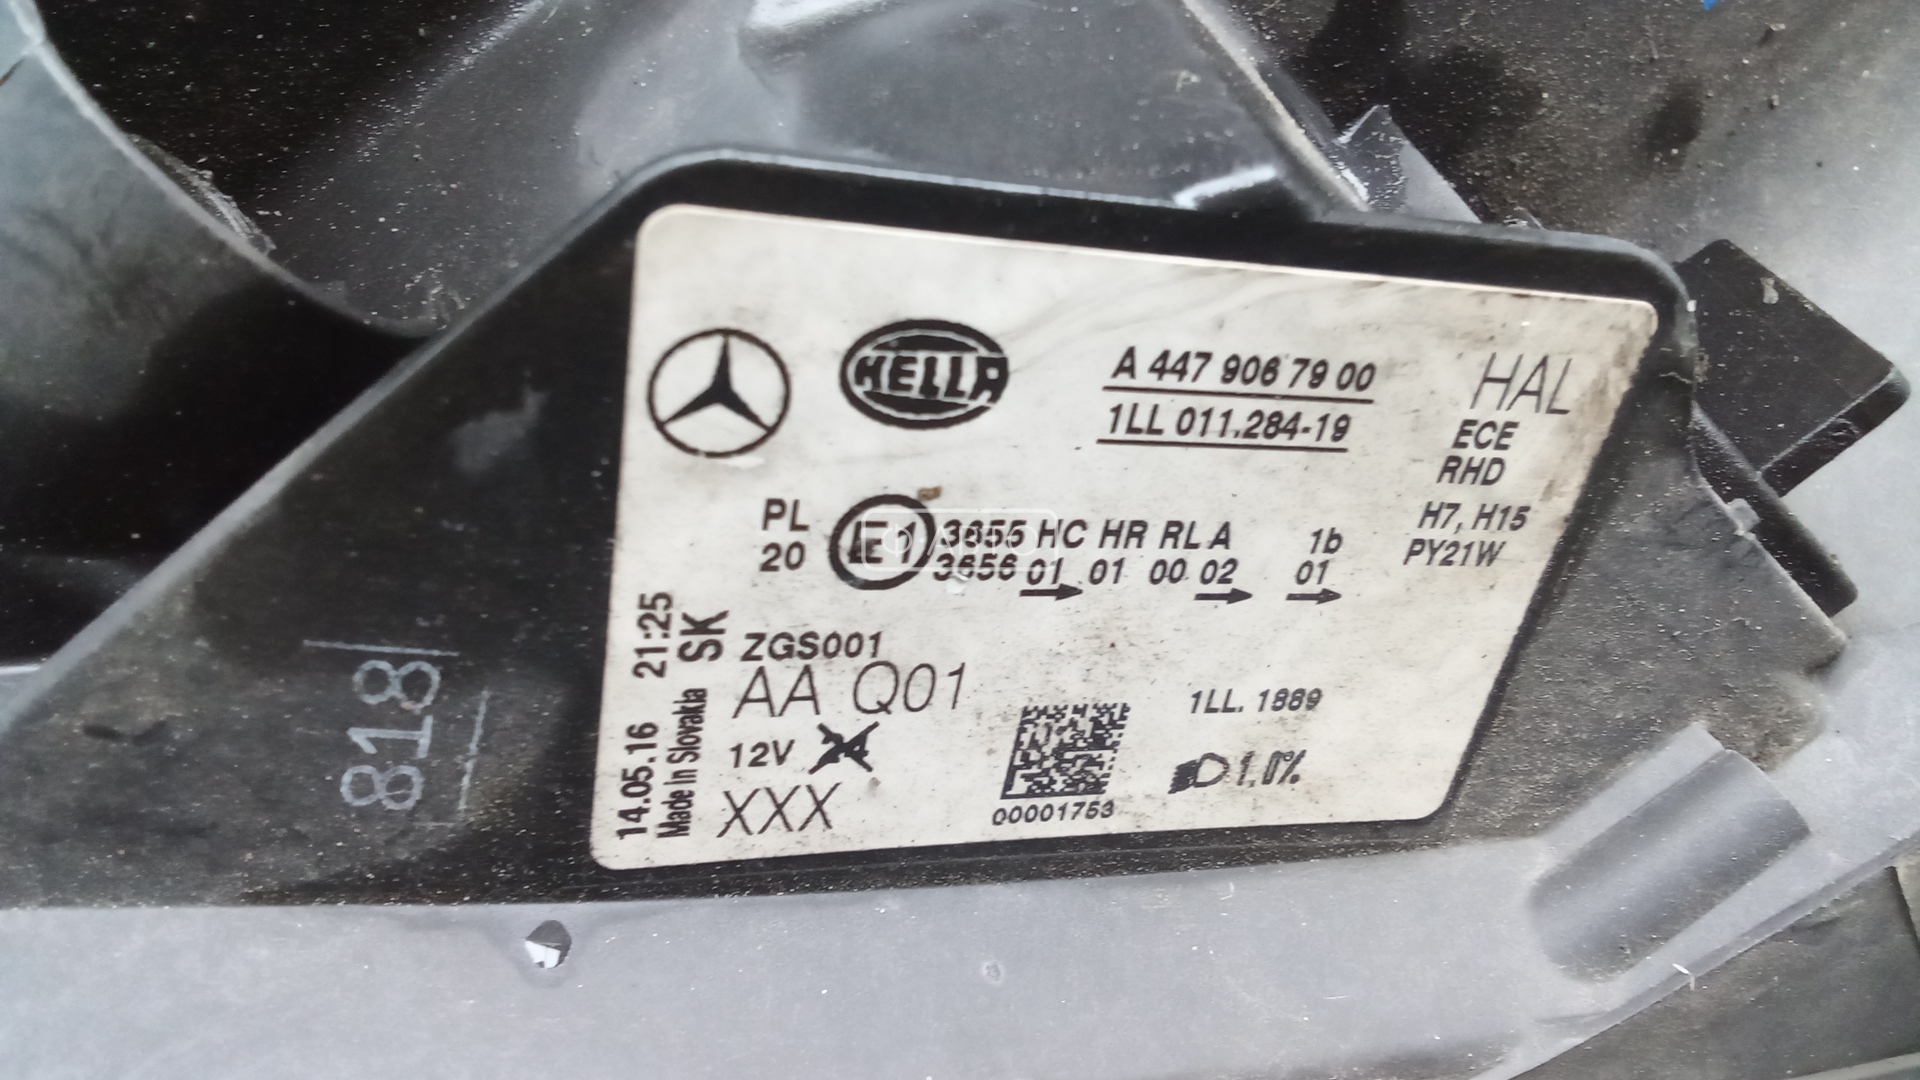 HELLA
A 447 906 79 00
1LL 011.284-19
HAL
ECE
RHD
H7, H15
PY21W
PL
20
E1
3655 HC HR RL A 1b
3656 01 01 00 02 01
14.05.16 21:25
Made in Slovakia SK
ZGS001
AA Q01
12V
XXX
00001753
1LL. 1889
1.0%
818